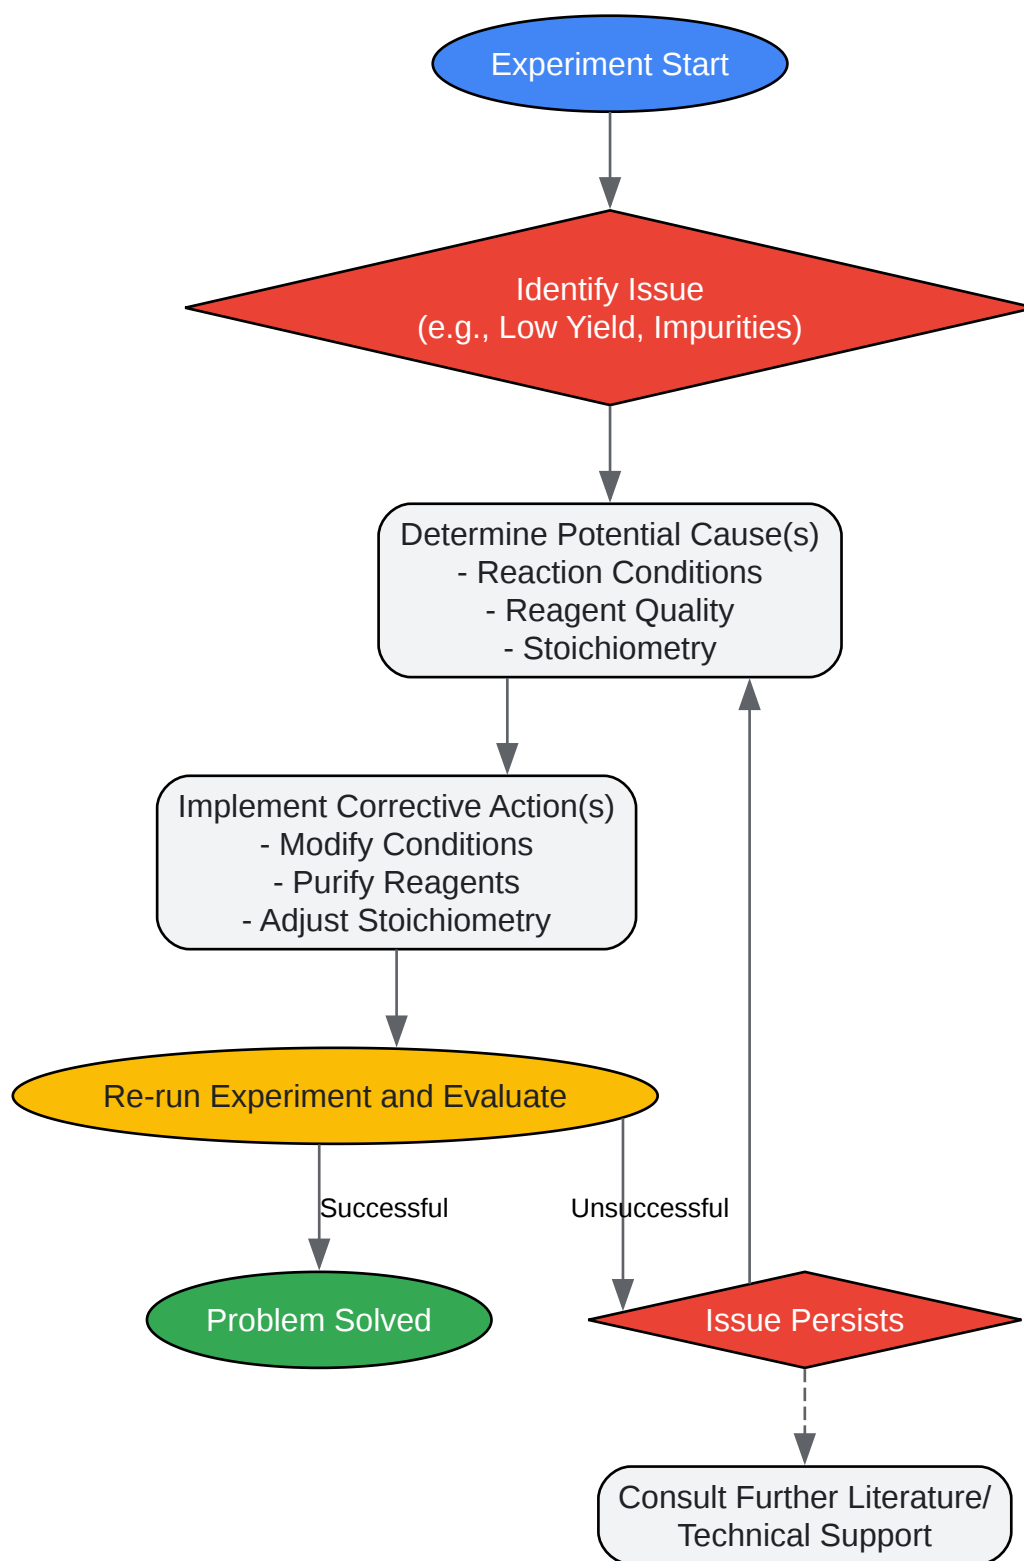 Experiment Start
Identify Issue
(e.g., Low Yield, Impurities)
Determine Potential Cause(s)
- Reaction Conditions
- Reagent Quality
- Stoichiometry
Implement Corrective Action(s)
- Modify Conditions
- Purify Reagents
- Adjust Stoichiometry
Re-run Experiment and Evaluate
Successful
Unsuccessful
Problem Solved
Issue Persists
Consult Further Literature/
Technical Support